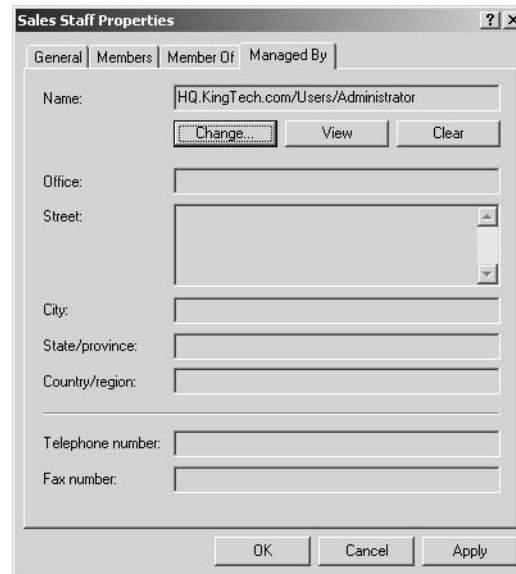 Sales Staff Properties
General Members Member Of Managed By
Name: HQ.KingTech.com/Users/Administrator
Change... View Clear
Office:
Street:
City:
State/province:
Country/region:
Telephone number:
Fax number:
OK Cancel Apply